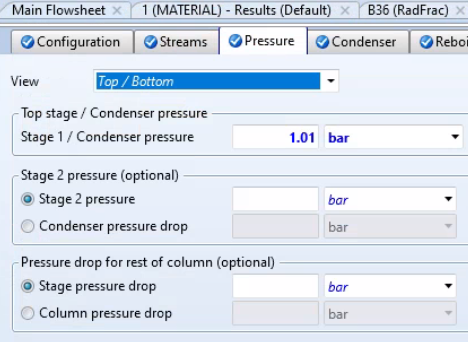 Main Flowsheet × 1 (MATERIAL) - Results (Default) × B36 (RadFrac) ×
Configuration Streams Pressure Condenser Reboi
View Top / Bottom
Top stage / Condenser pressure
Stage 1 / Condenser pressure 1.01 bar
Stage 2 pressure (optional)
Stage 2 pressure bar
Condenser pressure drop bar
Pressure drop for rest of column (optional)
Stage pressure drop bar
Column pressure drop bar